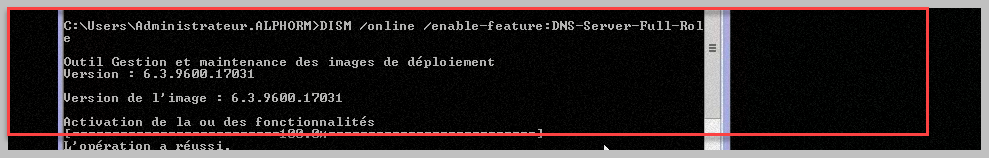 C:\Users\Administrateur.ALPHORM>DISM /online /enable-feature:DNS-Server-Full-Rol
e
Outil Gestion et maintenance des images de déploiement
Version : 6.3.9600.17031
Version de l'image : 6.3.9600.17031
Activation de la ou des fonctionnalités
[==========================100.0%==========================]
L'opération a réussi.